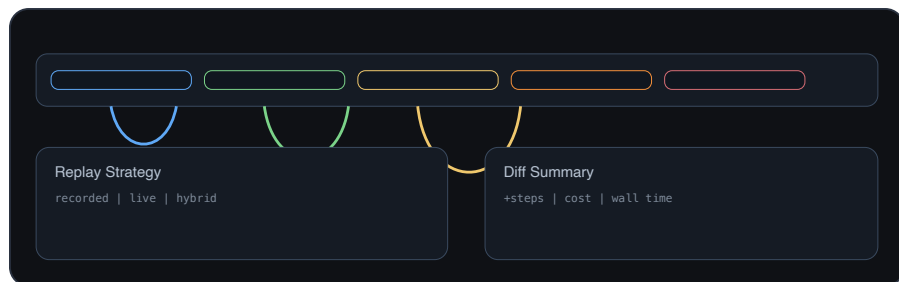 Replay Strategy
recorded | live | hybrid
Diff Summary
+steps | cost | wall time